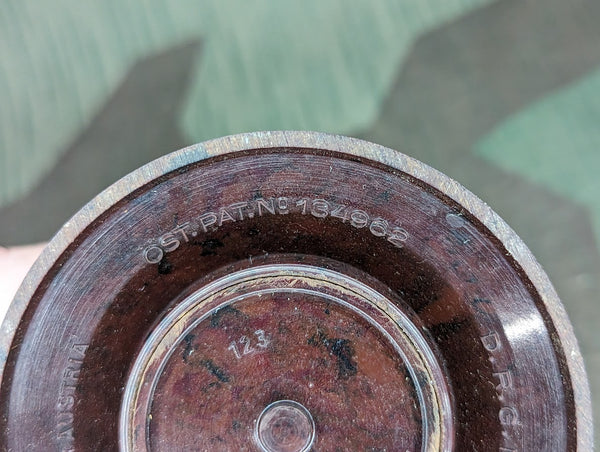 ÖST. PAT. No 134962
123
AUSTRIA
D.R.G.